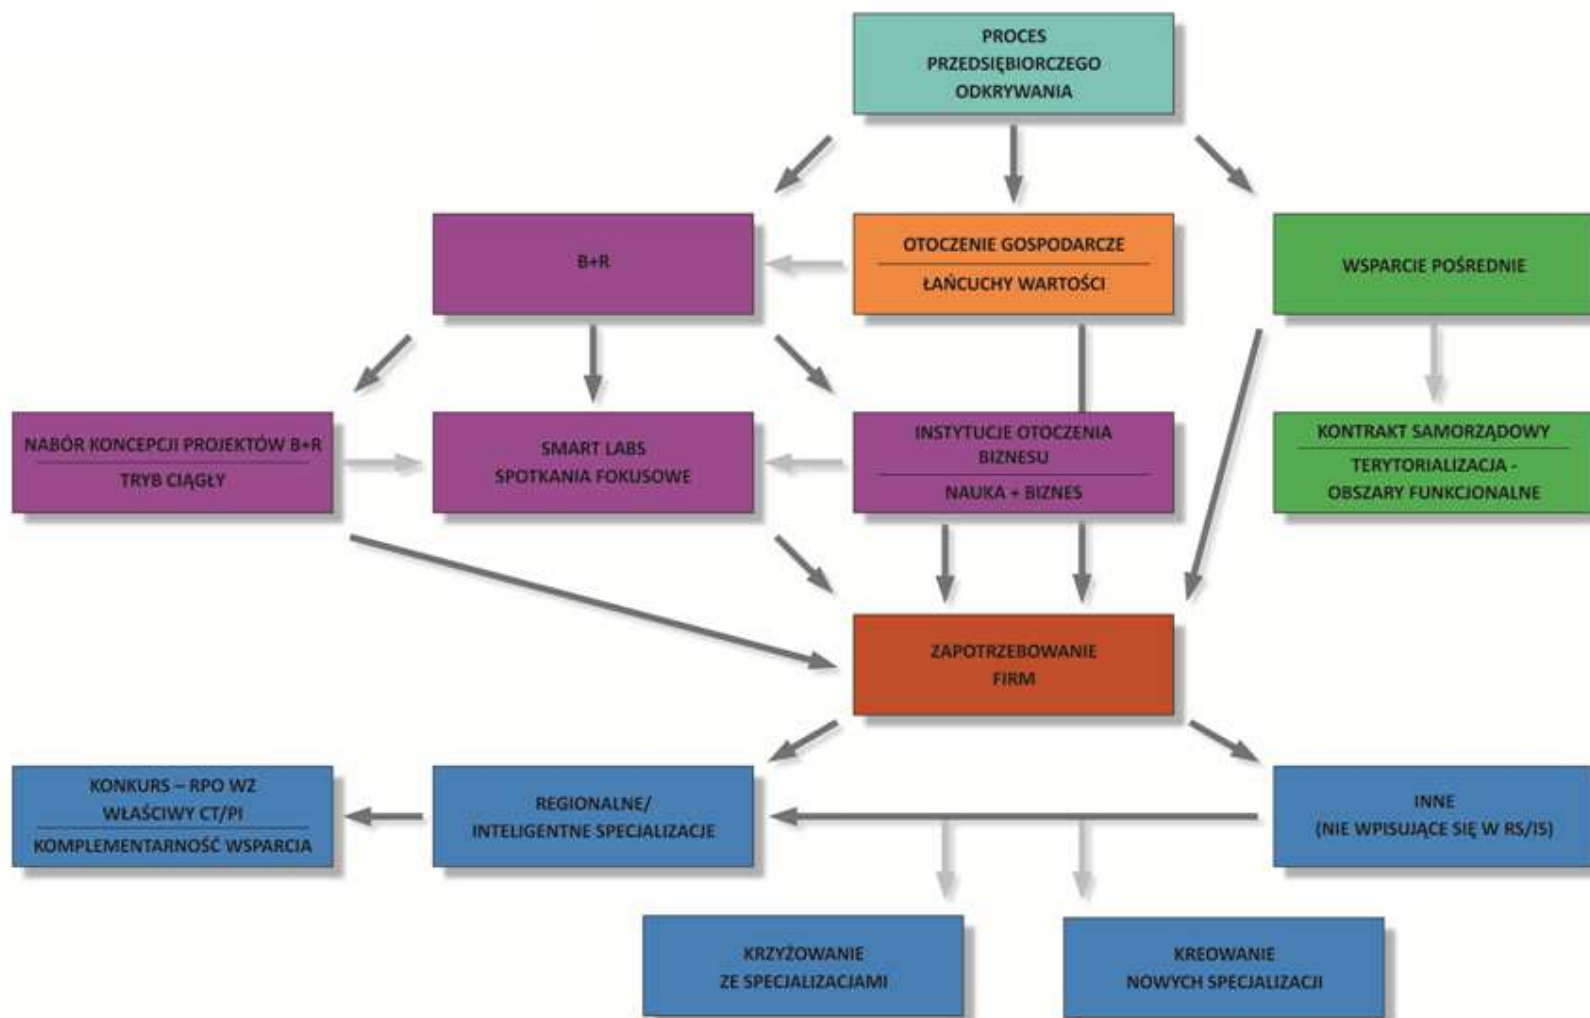 PROCES
PRZEDSIĘBIORCZEGO
ODKRYWANIA
B+R
OTOCZENIE GOSPODARCZE
ŁAŃCUCHY WARTOŚCI
WSPARCIE POŚREDNIE
NABÓR KONCEPCJI PROJEKTÓW B+R
TRYB CIĄGŁY
SMART LABS
SPOTKANIA FOKUSOWE
INSTYTUCJE OTOCZENIA
BIZNESU
NAUKA + BIZNES
KONTRAKT SAMORZĄDOWY
TERYTORIALIZACJA -
OBSZARY FUNKCJONALNE
ZAPOTRZEBOWANIE
FIRM
KONKURS – RPO WZ
WŁAŚCIWY CT/PI
KOMPLEMENTARNOŚĆ WSPARCIA
REGIONALNE/
INTELIGENTNE SPECJALIZACJE
INNE
(NIE WPISUJĄCE SIĘ W RS/IS)
KRZYŻOWANIE
ZE SPECJALIZACJAMI
KREOWANIE
NOWYCH SPECJALIZACJI